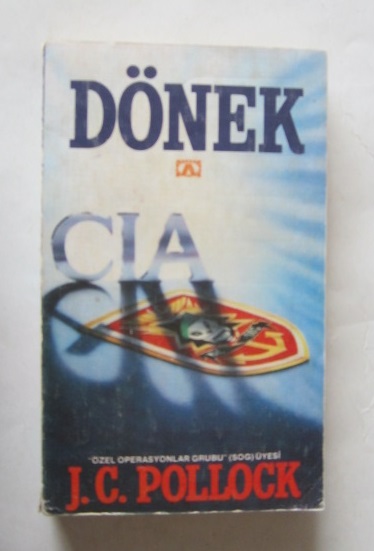 DÖNEK
CIA
"ÖZEL OPERASYONLAR GRUBU" (SOG) ÜYESİ
J. C. POLLOCK